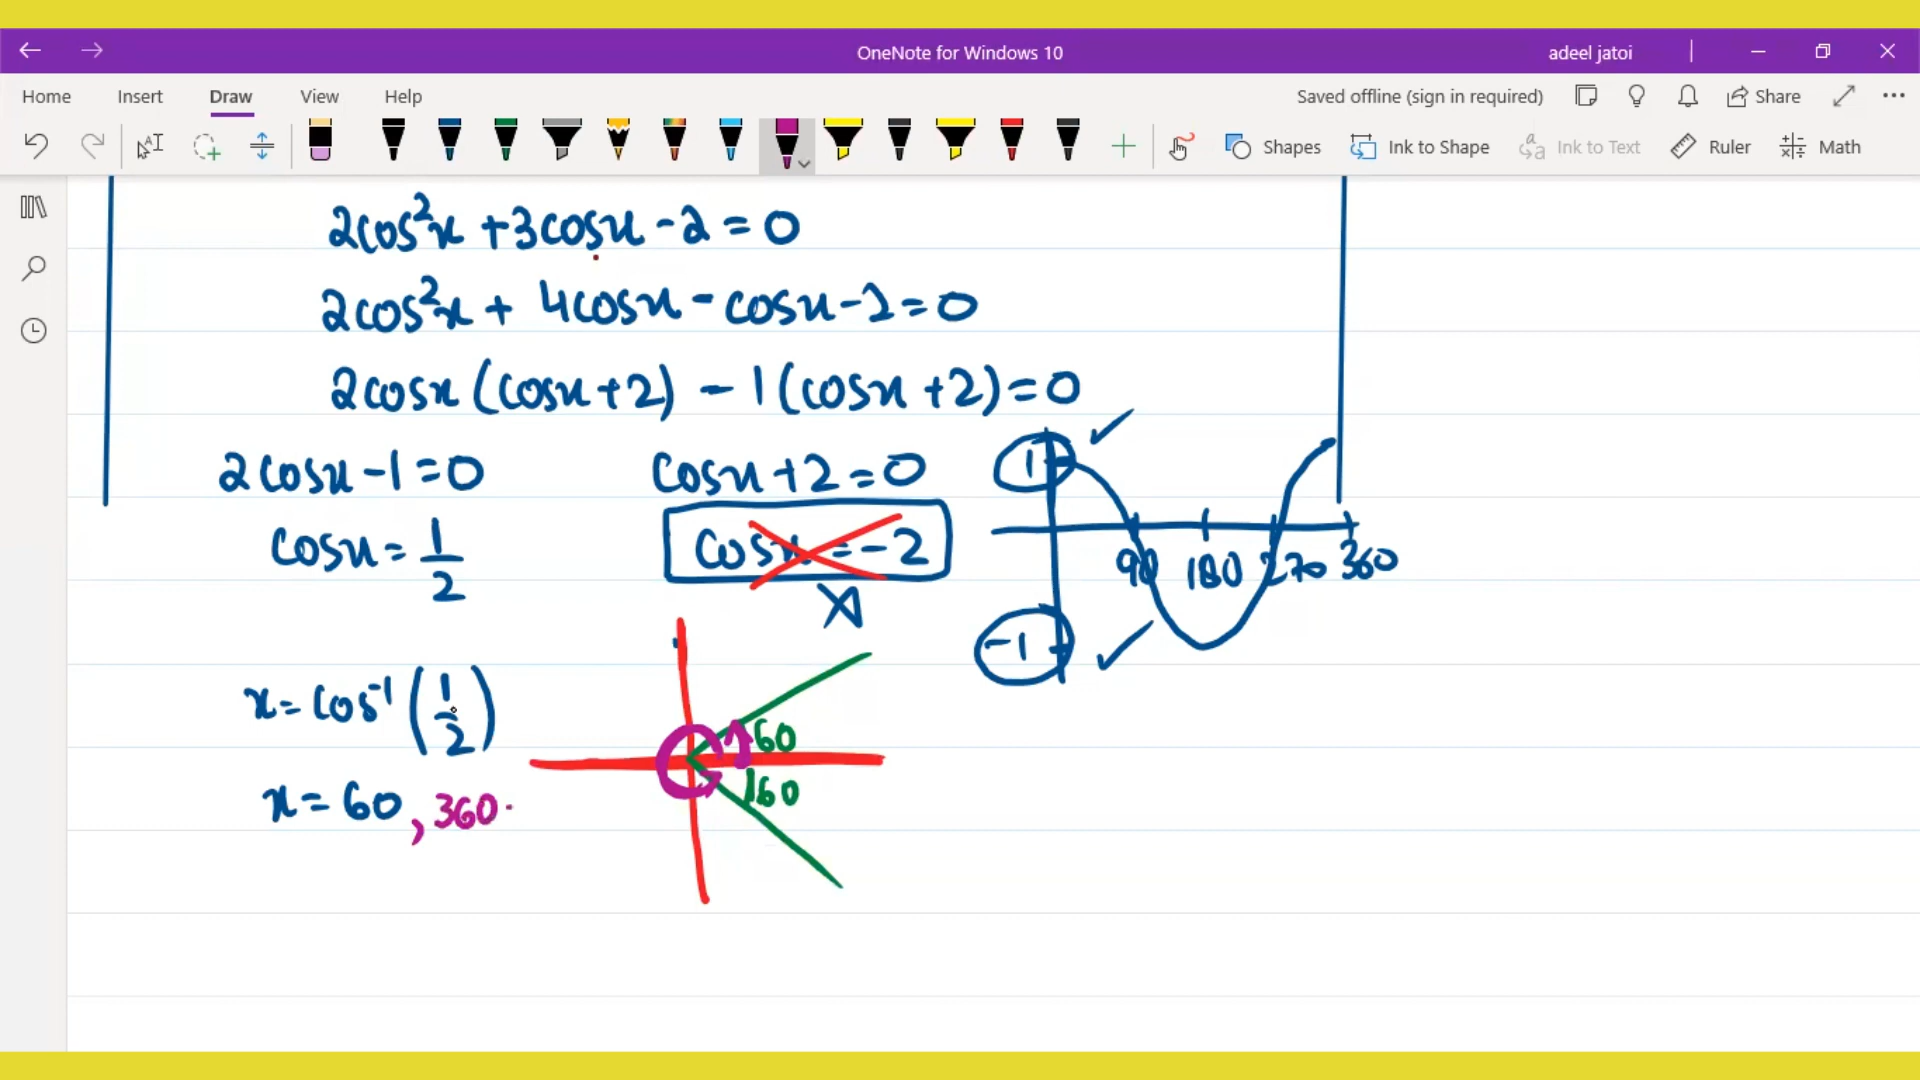 OneNote for Windows 10
adeel jatoi
Home Insert Draw View Help
Saved offline (sign in required)
Share
Shapes
Ink to Shape
Ink to Text
Ruler
Math
2cos²x + 3cosx - 2 = 0
2cos²x + 4cosx - cosx - 2 = 0
2cosx (cosx + 2) - 1 (cosx + 2) = 0
2cosx - 1 = 0
cosx + 2 = 0
cosx = 1/2
cosx = -2
x
1
-1
90 180 270 360
x = cos⁻¹ (1/2)
60
60
x = 60, 360 -